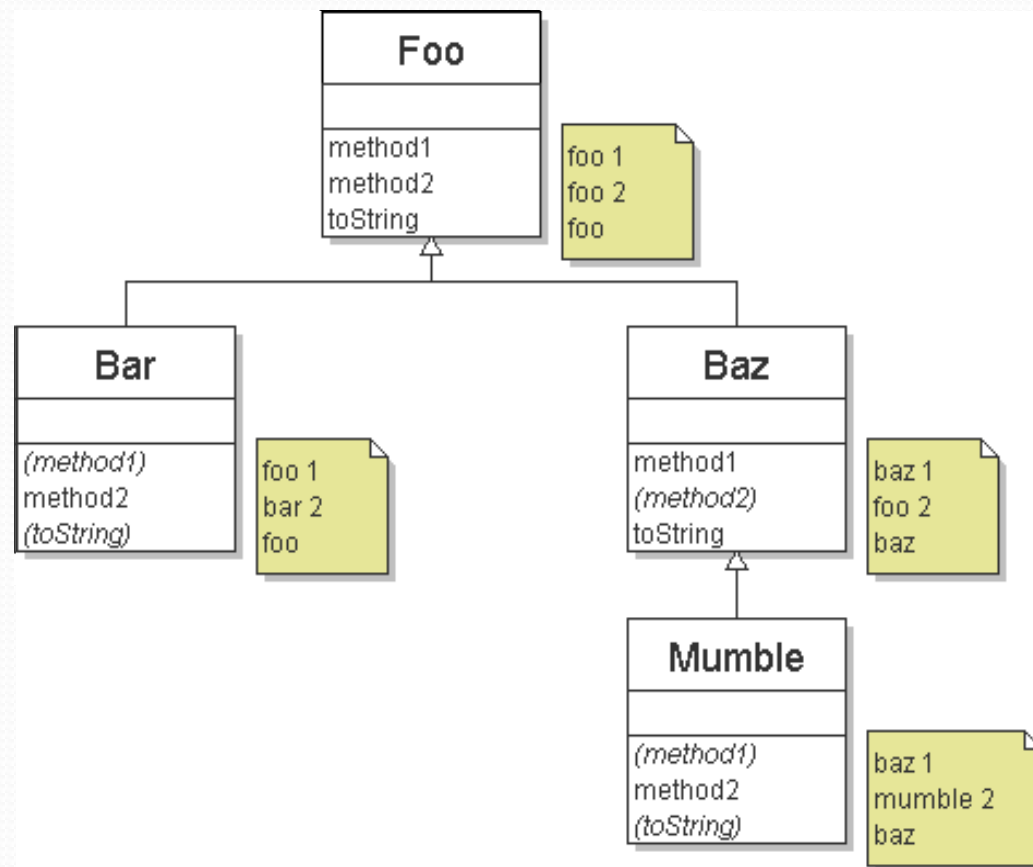 Foo
method1
method2
toString
foo 1
foo 2
foo
Bar
(method1)
method2
(toString)
foo 1
bar 2
foo
Baz
method1
(method2)
toString
baz 1
foo 2
baz
Mumble
(method1)
method2
(toString)
baz 1
mumble 2
baz